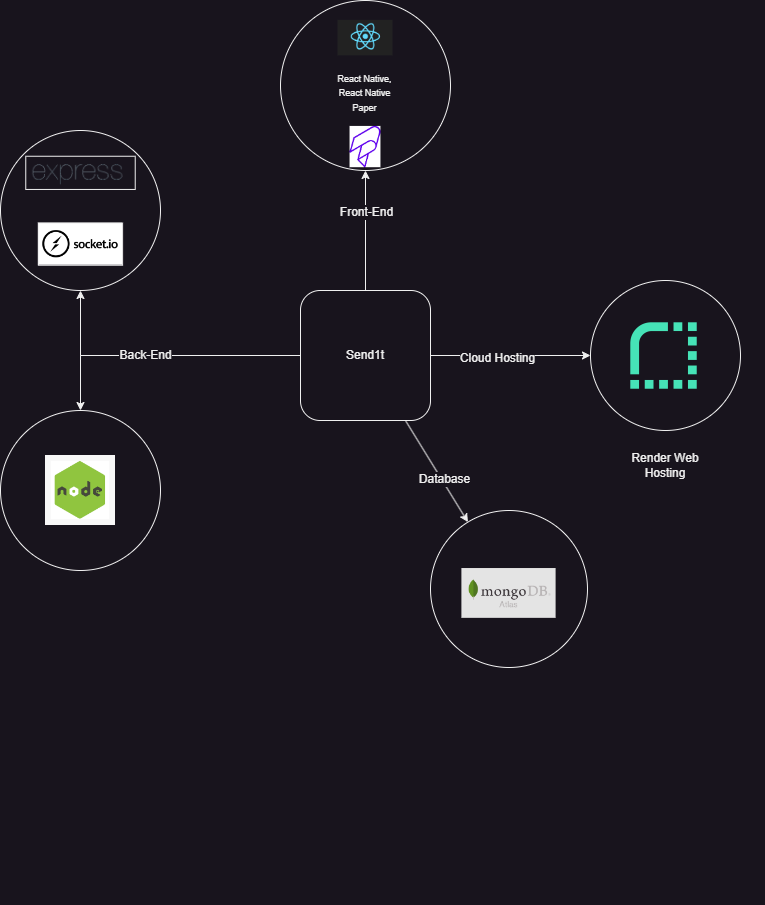 React Native,
React Native
Paper
express
socket.io
Front-End
Back-End
Send1t
Cloud Hosting
Render Web
Hosting
Database
node
mongoDB.
Atlas